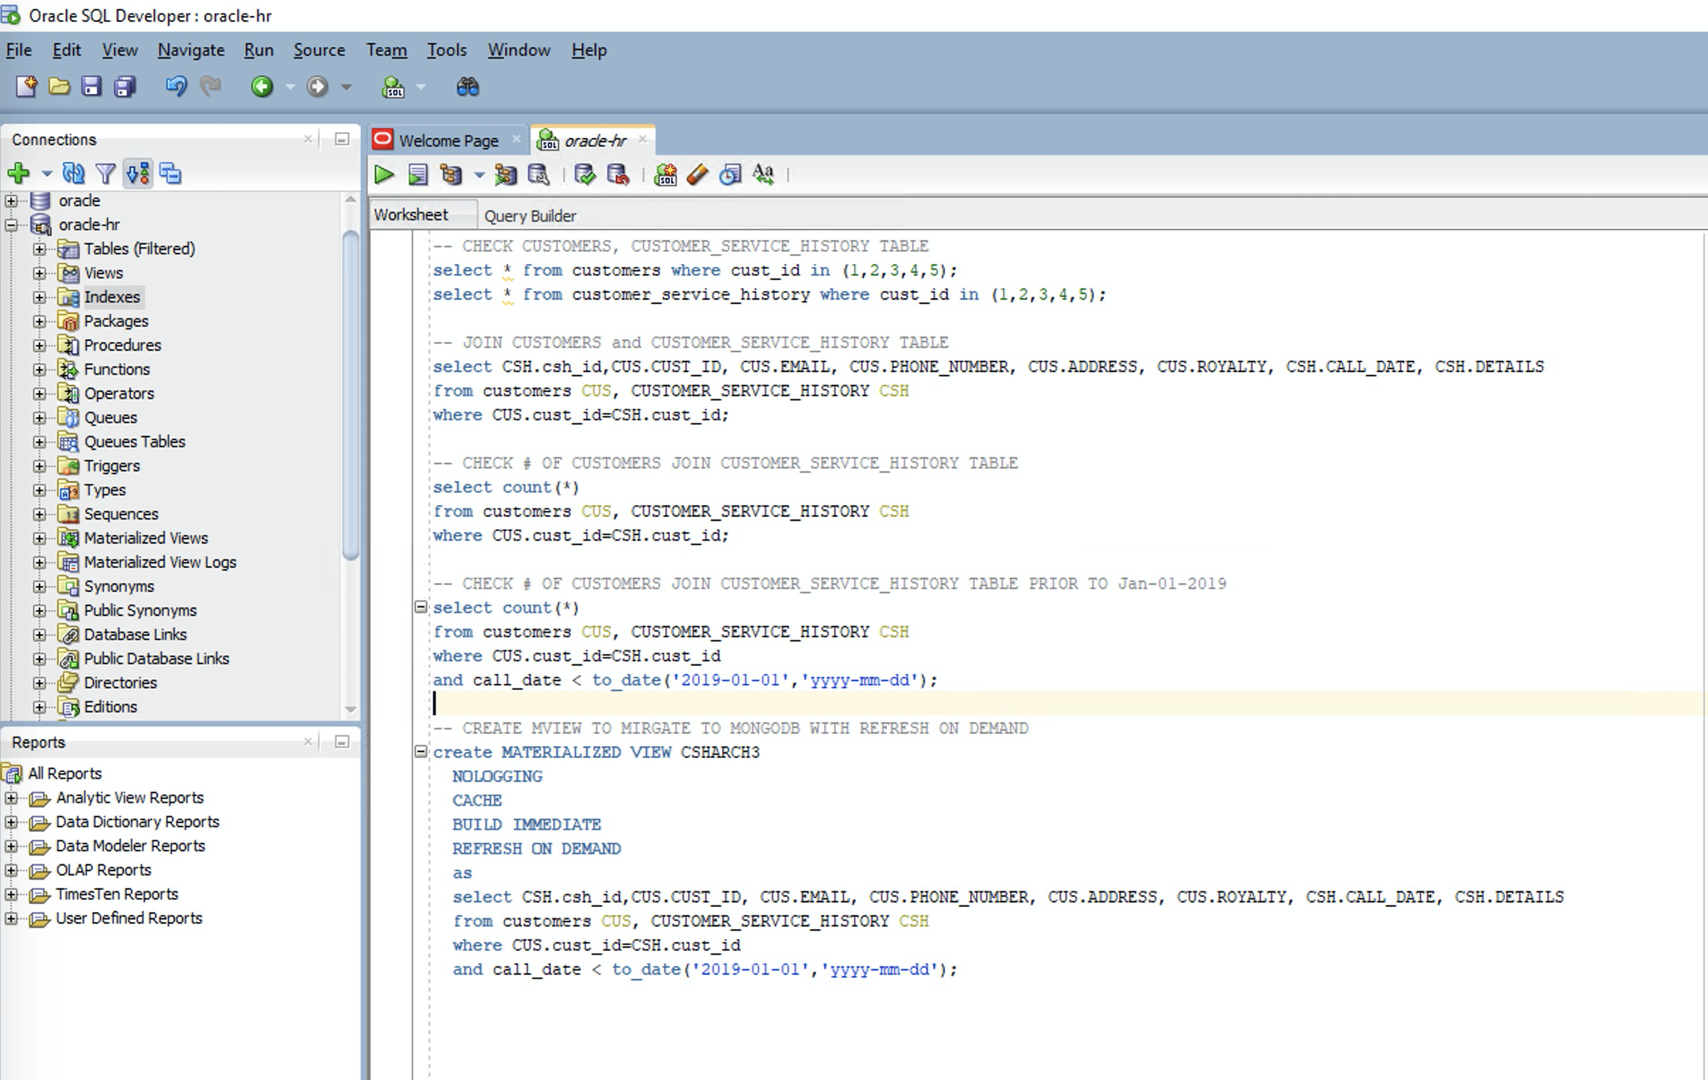 Oracle SQL Developer : oracle-hr
File Edit View Navigate Run Source Team Tools Window Help
Connections
oracle
oracle-hr
Tables (Filtered)
Views
Indexes
Packages
Procedures
Functions
Operators
Queues
Queues Tables
Triggers
Types
Sequences
Materialized Views
Materialized View Logs
Synonyms
Public Synonyms
Database Links
Public Database Links
Directories
Editions
Reports
All Reports
Analytic View Reports
Data Dictionary Reports
Data Modeler Reports
OLAP Reports
TimesTen Reports
User Defined Reports
Welcome Page oracle-hr
Worksheet Query Builder
-- CHECK CUSTOMERS, CUSTOMER_SERVICE_HISTORY TABLE
select * from customers where cust_id in (1,2,3,4,5);
select * from customer_service_history where cust_id in (1,2,3,4,5);
-- JOIN CUSTOMERS and CUSTOMER_SERVICE_HISTORY TABLE
select CSH.csh_id,CUS.CUST_ID, CUS.EMAIL, CUS.PHONE_NUMBER, CUS.ADDRESS, CUS.ROYALTY, CSH.CALL_DATE, CSH.DETAILS
from customers CUS, CUSTOMER_SERVICE_HISTORY CSH
where CUS.cust_id=CSH.cust_id;
-- CHECK # OF CUSTOMERS JOIN CUSTOMER_SERVICE_HISTORY TABLE
select count(*)
from customers CUS, CUSTOMER_SERVICE_HISTORY CSH
where CUS.cust_id=CSH.cust_id;
-- CHECK # OF CUSTOMERS JOIN CUSTOMER_SERVICE_HISTORY TABLE PRIOR TO Jan-01-2019
select count(*)
from customers CUS, CUSTOMER_SERVICE_HISTORY CSH
where CUS.cust_id=CSH.cust_id
and call_date < to_date('2019-01-01','yyyy-mm-dd');
-- CREATE MVIEW TO MIRGATE TO MONGODB WITH REFRESH ON DEMAND
create MATERIALIZED VIEW CSHARCH3
NOLOGGING
CACHE
BUILD IMMEDIATE
REFRESH ON DEMAND
as
select CSH.csh_id,CUS.CUST_ID, CUS.EMAIL, CUS.PHONE_NUMBER, CUS.ADDRESS, CUS.ROYALTY, CSH.CALL_DATE, CSH.DETAILS
from customers CUS, CUSTOMER_SERVICE_HISTORY CSH
where CUS.cust_id=CSH.cust_id
and call_date < to_date('2019-01-01','yyyy-mm-dd');